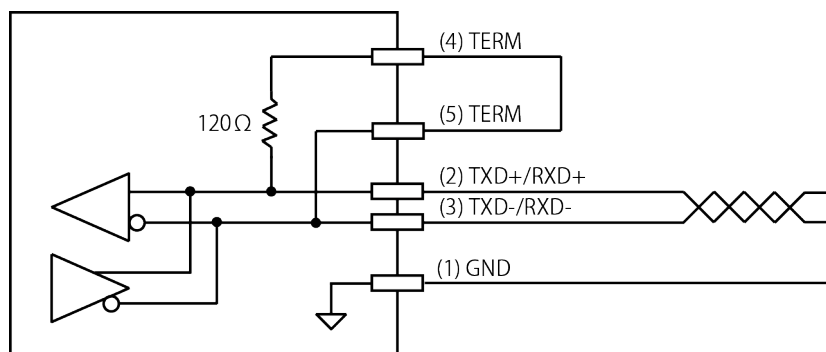 (4) TERM
120Ω
(5) TERM
(2) TXD+/RXD+
(3) TXD-/RXD-
(1) GND